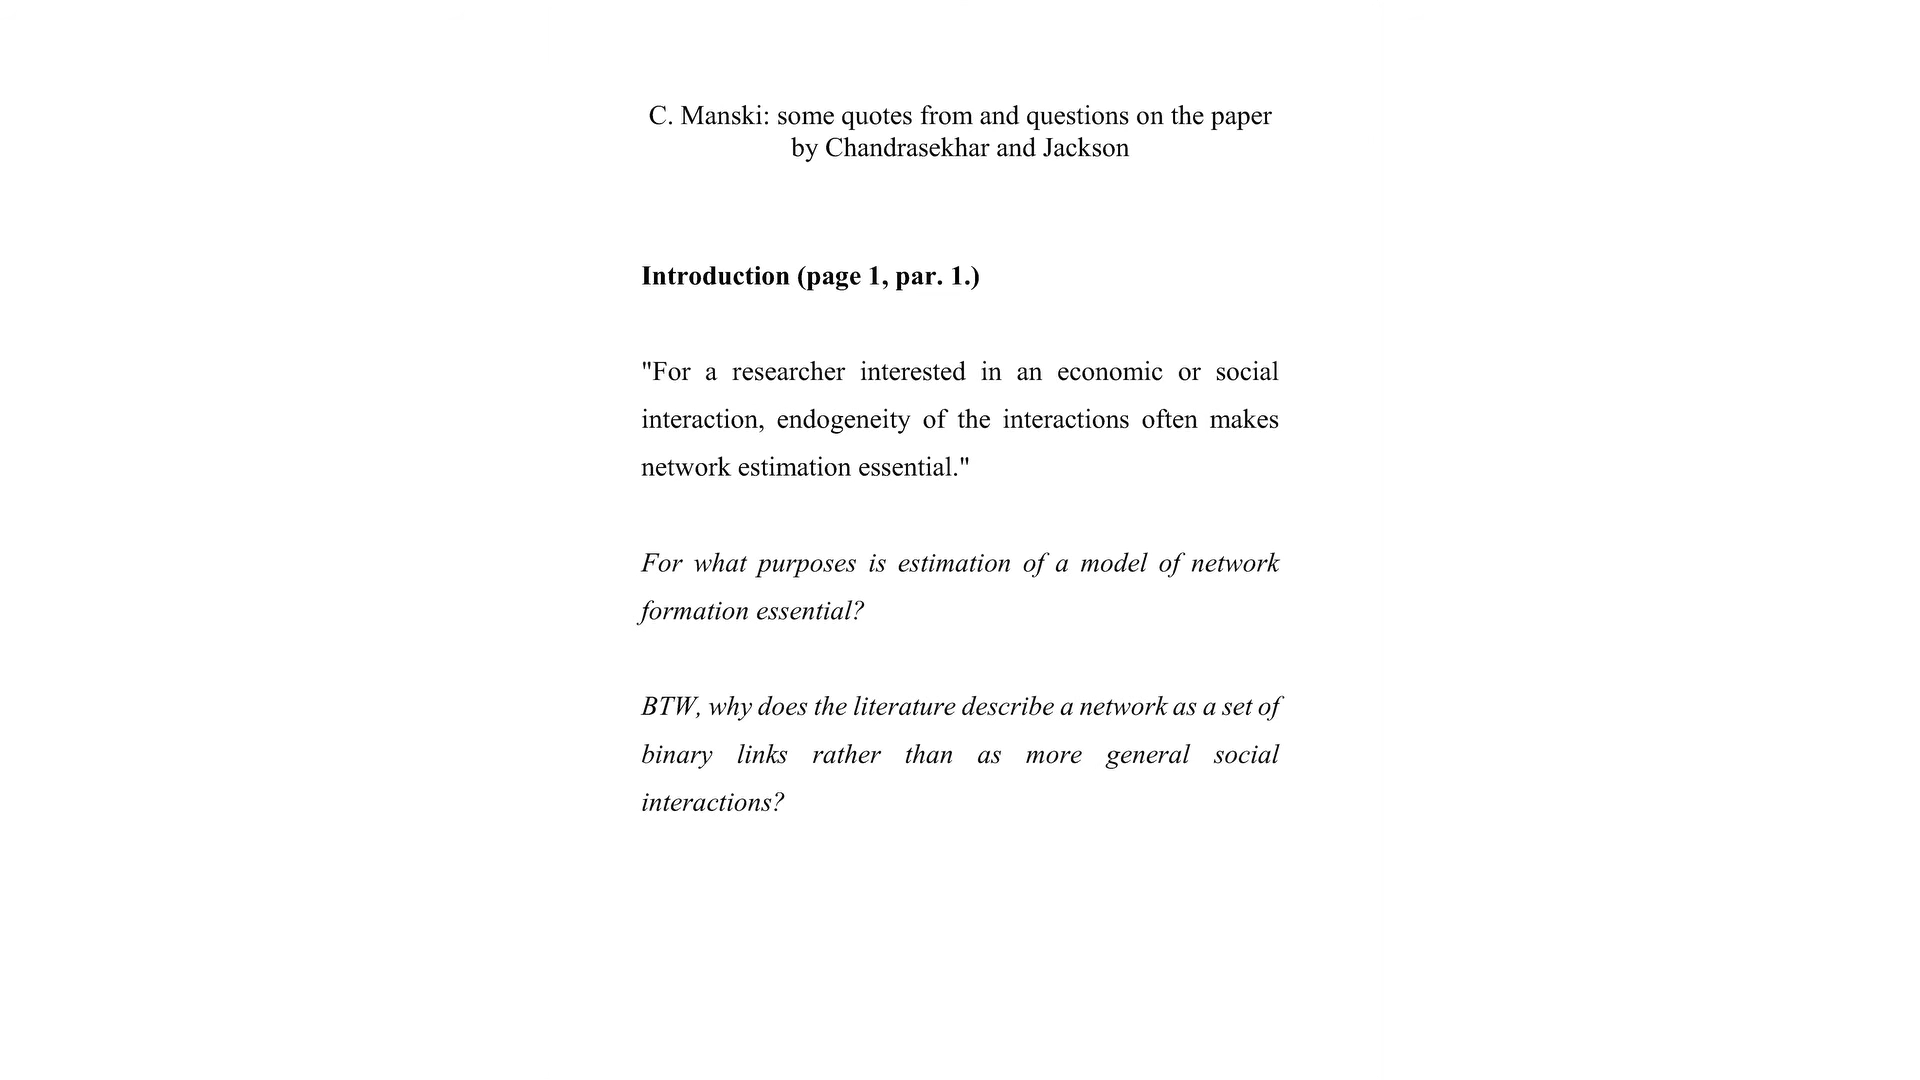 C. Manski: some quotes from and questions on the paper
by Chandrasekhar and Jackson
Introduction (page 1, par. 1.)
"For a researcher interested in an economic or social
interaction, endogeneity of the interactions often makes
network estimation essential."
For what purposes is estimation of a model of network
formation essential?
BTW, why does the literature describe a network as a set of
binary links rather than as more general social
interactions?